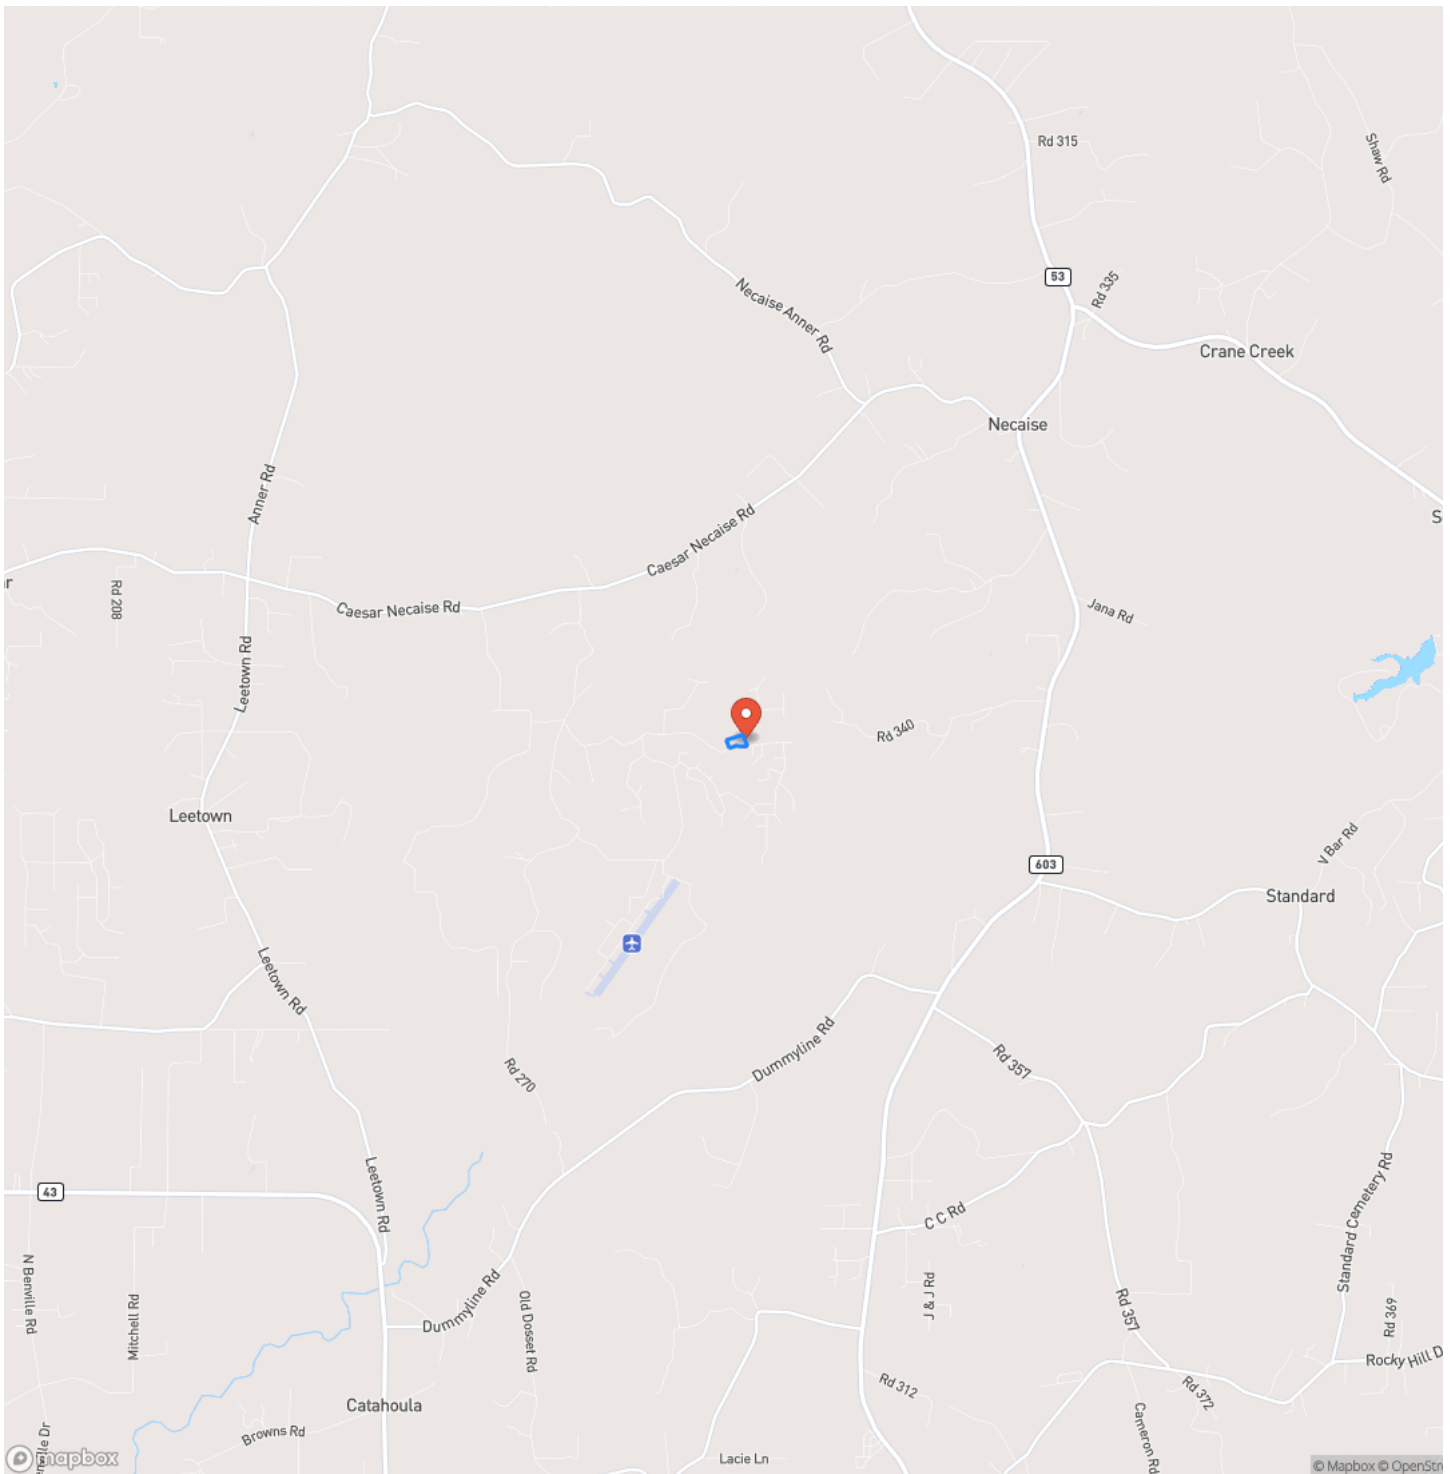 Rd 315
Shaw Rd
53
Rd 335
Necaise Anner Rd
Crane Creek
Necaise
Anner Rd
S
Caesar Necaise Rd
r
Rd 208
Caesar Necaise Rd
Jana Rd
Leetown Rd
Rd 340
Leetown
V Bar Rd
603
Standard
Leetown Rd
Dummyline Rd
Rd 357
Rd 270
Leetown Rd
43
Standard Cemetery Rd
C C Rd
N Benville Rd
Mitchell Rd
J & J Rd
Rd 357
Rd 369
Dummyline Rd
Old Dosset Rd
Rocky Hill D
Rd 312
Rd 372
Catahoula
Cameron Rd
Browns Rd
enville Dr
Lacie Ln
mapbox
© Mapbox © OpenStr